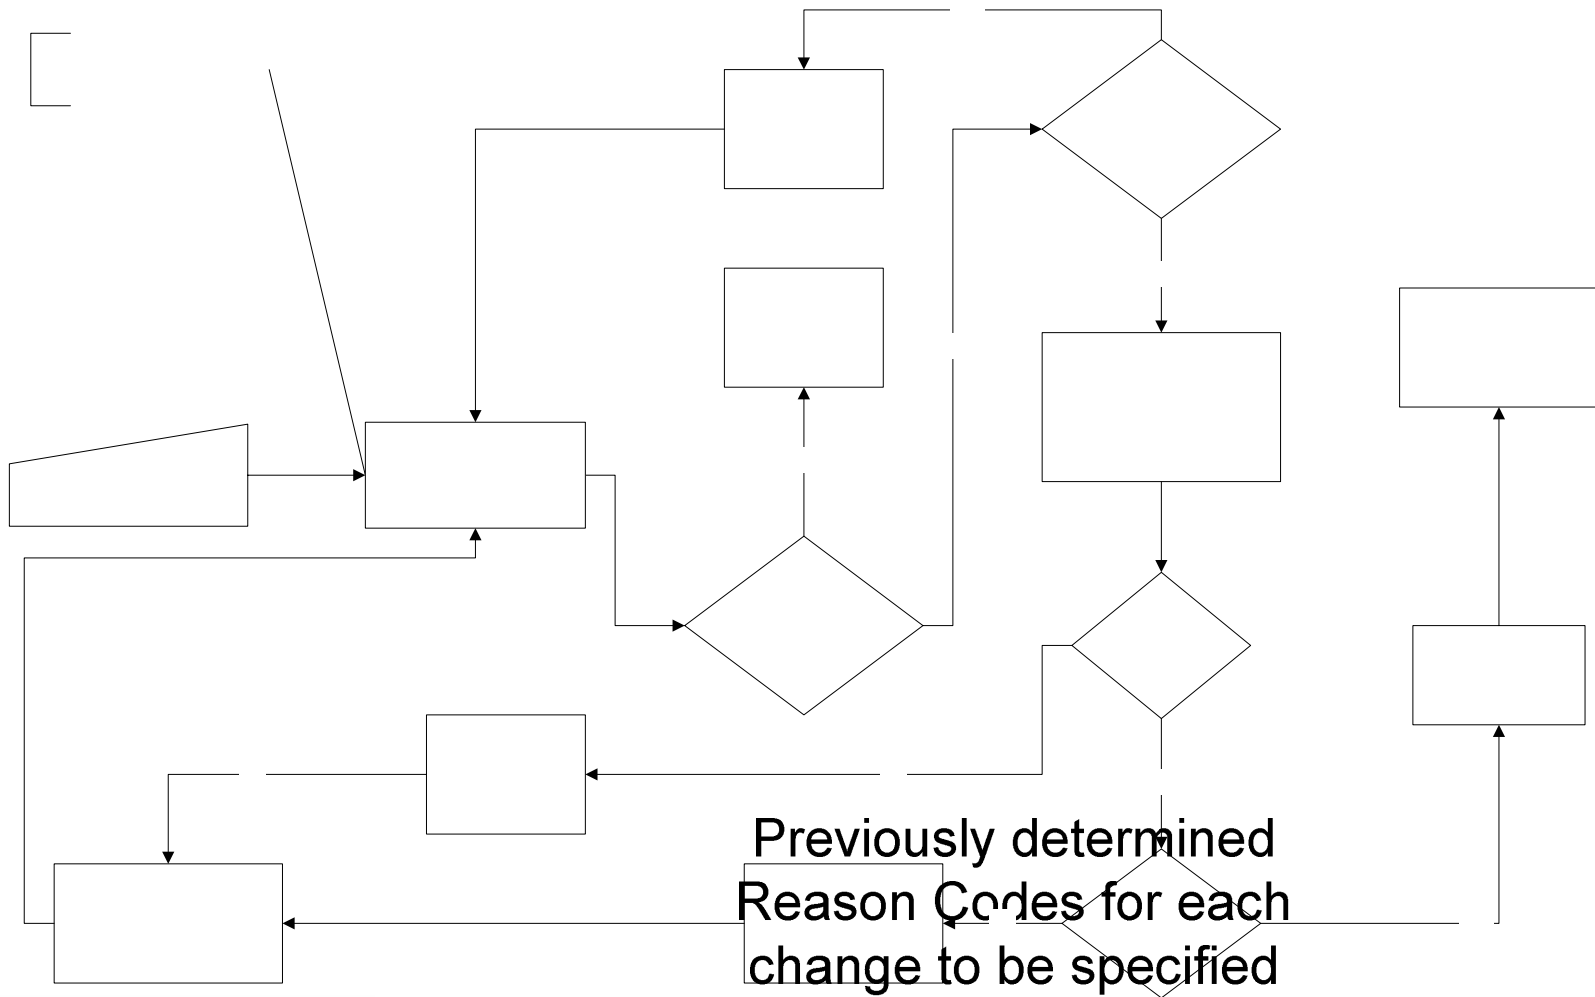 Previously determined
Reason Codes for each
change to be specified